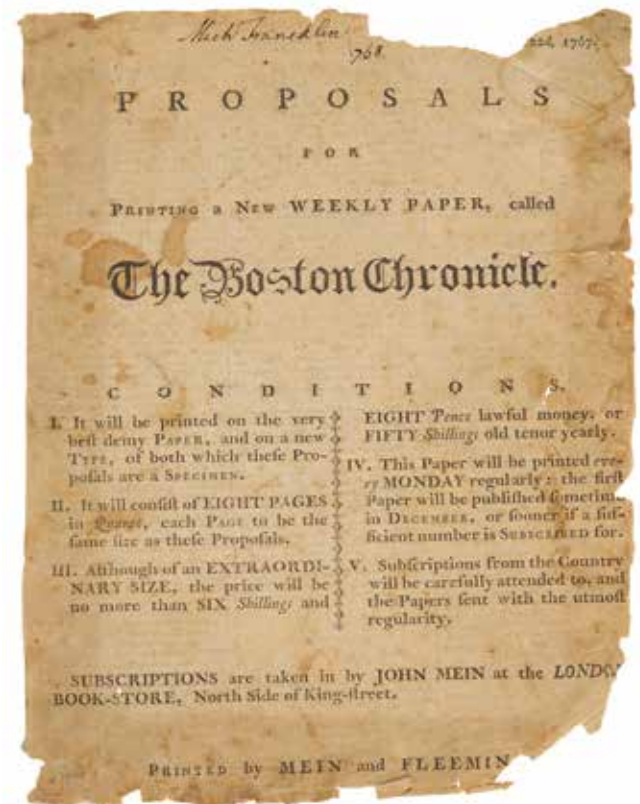 Mich Francklin
768
22d, 1767.
PROPOSALS
FOR
PRINTING a NEW WEEKLY PAPER, called
The Boston Chronicle.
CONDITIONS.
I. It will be printed on the very
beſt demy PAPER, and on a new
TYPE, of both which theſe Pro-
poſals are a SPECIMEN.
II. It will conſiſt of EIGHT PAGES
in Quarto, each PAGE to be the
ſame ſize as theſe Propoſals.
III. Although of an EXTRAORDI-
NARY SIZE, the price will be
no more than SIX Shillings and
EIGHT Pence lawful money, or
FIFTY Shillings old tenor yearly.
IV. This Paper will be printed eve-
ry MONDAY regularly: the firſt
Paper will be publiſhed ſometime
in DECEMBER, or ſooner if a ſuf-
ficient number is SUBSCRIBED for.
V. Subſcriptions from the Country
will be carefully attended to, and
the Papers ſent with the utmoſt
regularity.
SUBSCRIPTIONS are taken in by JOHN MEIN at the LONDO
BOOK-STORE, North Side of King-ſtreet.
PRINTED by MEIN and FLEEMIN